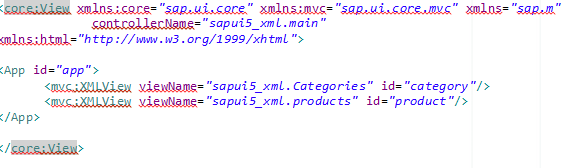 <core:View xmlns:core="sap.ui.core" xmlns:mvc="sap.ui.core.mvc" xmlns="sap.m"
controllerName="sapui5_xml.main"
xmlns:html="http://www.w3.org/1999/xhtml">
<App id="app">
<mvc:XMLView viewName="sapui5_xml.Categories" id="category"/>
<mvc:XMLView viewName="sapui5_xml.products" id="product"/>
</App>
</core:View>